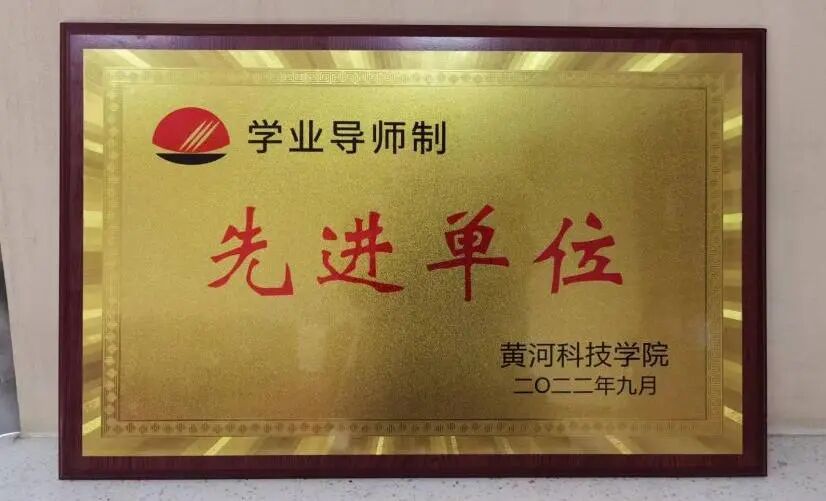 学业导师制
先进单位
黄河科技学院
二〇二二年九月